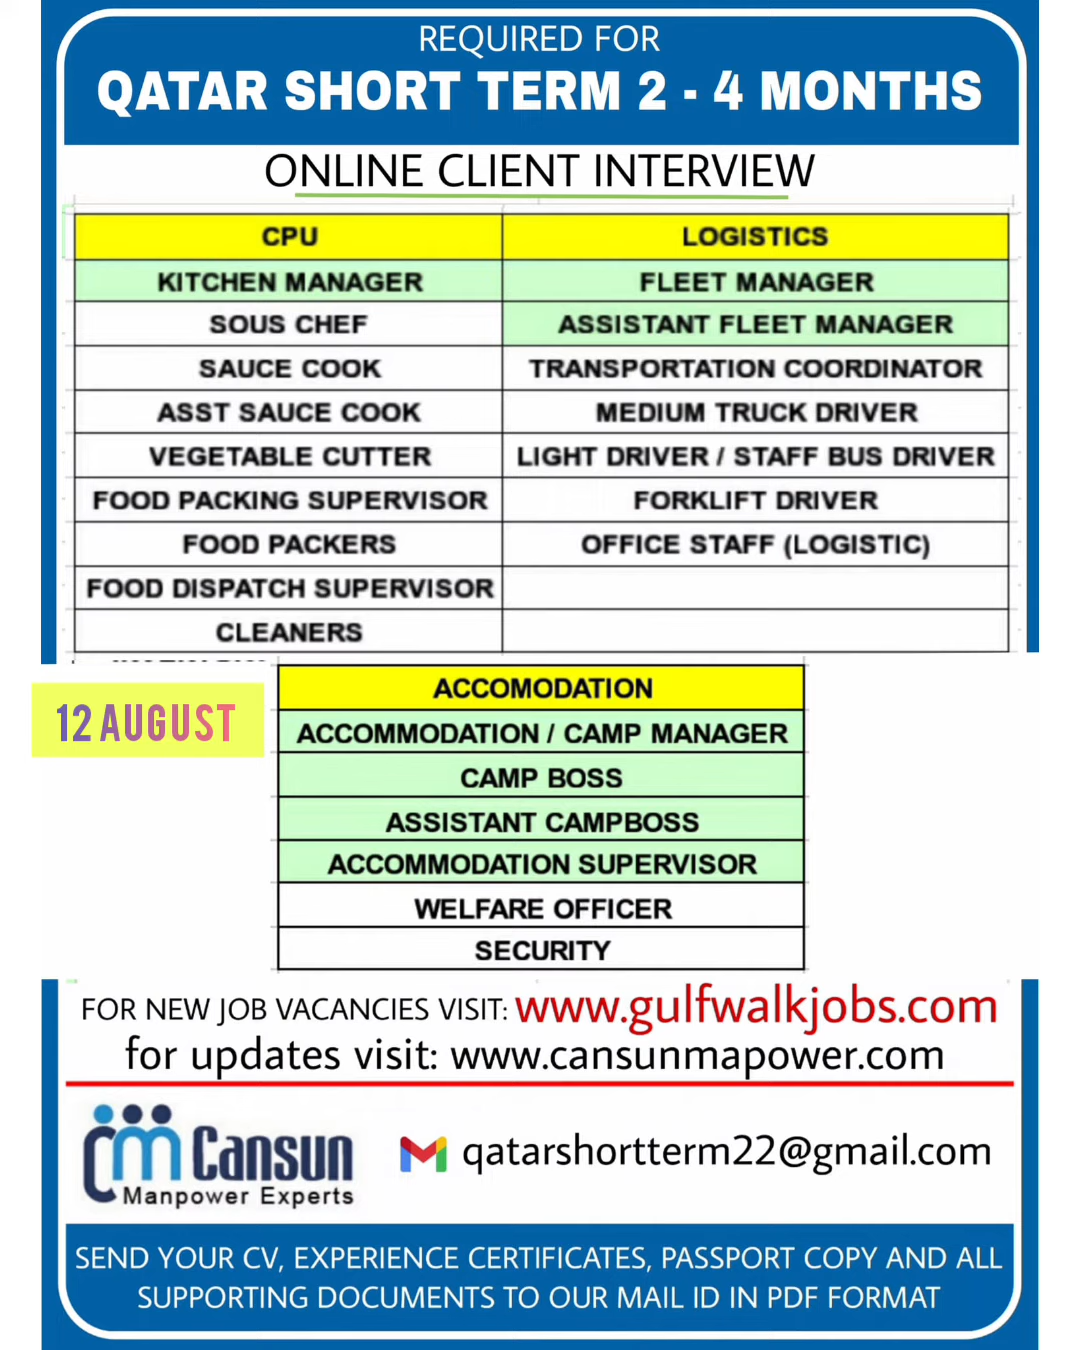 REQUIRED FOR
QATAR SHORT TERM 2 - 4 MONTHS
ONLINE CLIENT INTERVIEW
CPU LOGISTICS
KITCHEN MANAGER FLEET MANAGER
SOUS CHEF ASSISTANT FLEET MANAGER
SAUCE COOK TRANSPORTATION COORDINATOR
ASST SAUCE COOK MEDIUM TRUCK DRIVER
VEGETABLE CUTTER LIGHT DRIVER / STAFF BUS DRIVER
FOOD PACKING SUPERVISOR FORKLIFT DRIVER
FOOD PACKERS OFFICE STAFF (LOGISTIC)
FOOD DISPATCH SUPERVISOR
CLEANERS
12 AUGUST
ACCOMODATION
ACCOMMODATION / CAMP MANAGER
CAMP BOSS
ASSISTANT CAMPBOSS
ACCOMMODATION SUPERVISOR
WELFARE OFFICER
SECURITY
FOR NEW JOB VACANCIES VISIT: www.gulfwalkjobs.com
for updates visit: www.cansunmapower.com
cm Cansun
Manpower Experts
qatarshortterm22@gmail.com
SEND YOUR CV, EXPERIENCE CERTIFICATES, PASSPORT COPY AND ALL
SUPPORTING DOCUMENTS TO OUR MAIL ID IN PDF FORMAT